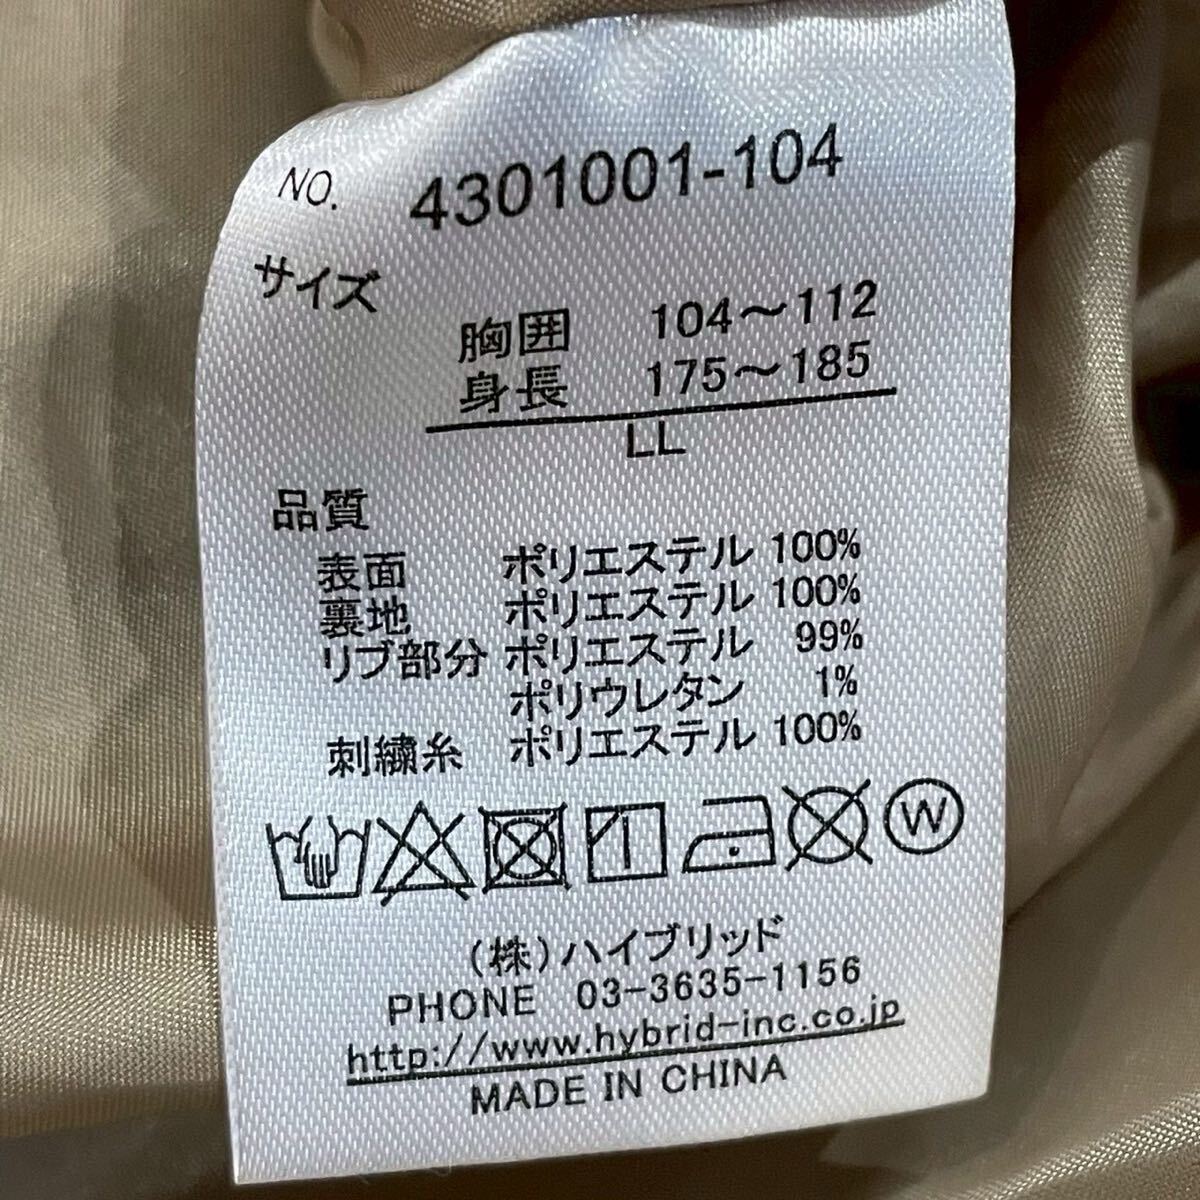 NO. 4301001-104
サイズ
胸囲 104～112
身長 175～185
LL
品質
表面 ポリエステル 100%
裏地 ポリエステル 100%
リブ部分 ポリエステル 99%
ポリウレタン 1%
刺繍糸 ポリエステル 100%
W
(株)ハイブリッド
PHONE 03-3635-1156
http://www.hybrid-inc.co.jp
MADE IN CHINA